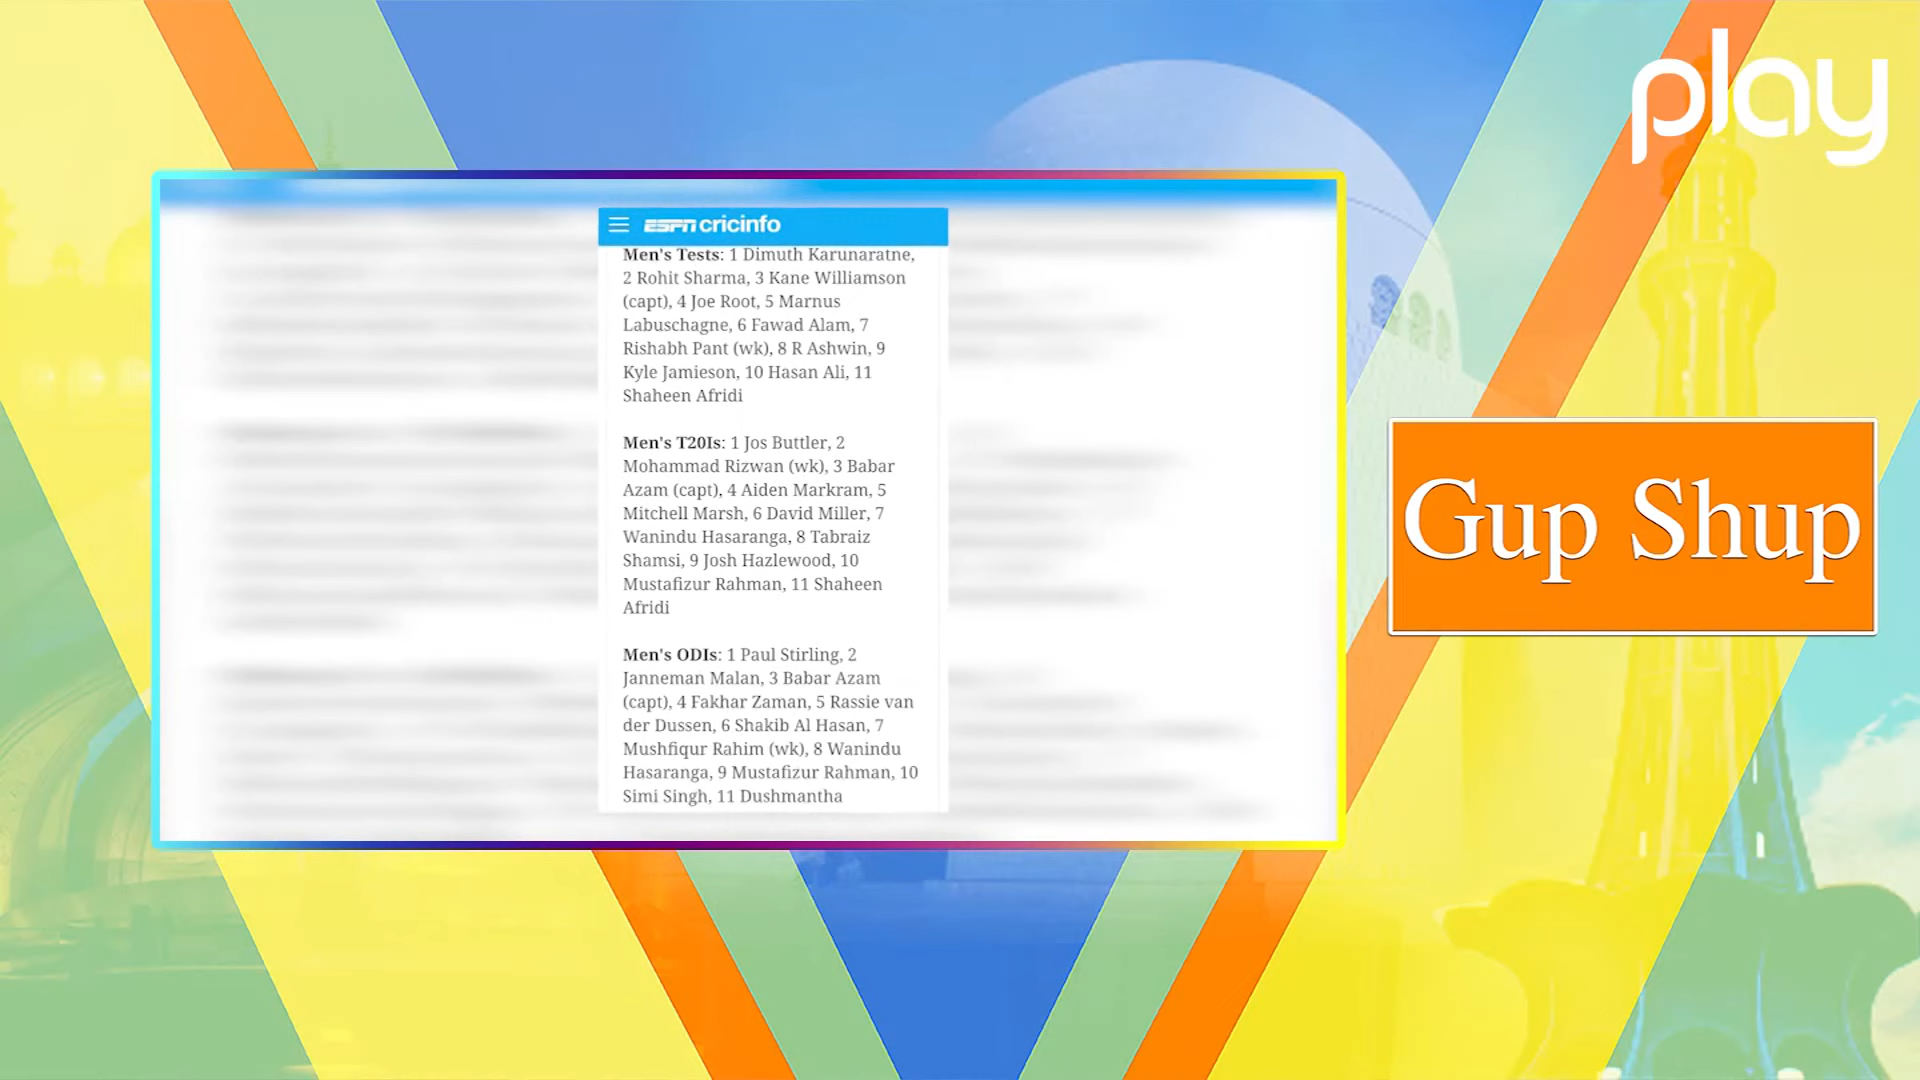 play
ESPN cricinfo
Men's Tests: 1 Dimuth Karunaratne,
2 Rohit Sharma, 3 Kane Williamson
(capt), 4 Joe Root, 5 Marnus
Labuschagne, 6 Fawad Alam, 7
Rishabh Pant (wk), 8 R Ashwin, 9
Kyle Jamieson, 10 Hasan Ali, 11
Shaheen Afridi
Men's T20Is: 1 Jos Buttler, 2
Mohammad Rizwan (wk), 3 Babar
Azam (capt), 4 Aiden Markram, 5
Mitchell Marsh, 6 David Miller, 7
Wanindu Hasaranga, 8 Tabraiz
Shamsi, 9 Josh Hazlewood, 10
Mustafizur Rahman, 11 Shaheen
Afridi
Men's ODIs: 1 Paul Stirling, 2
Janneman Malan, 3 Babar Azam
(capt), 4 Fakhar Zaman, 5 Rassie van
der Dussen, 6 Shakib Al Hasan, 7
Mushfiqur Rahim (wk), 8 Wanindu
Hasaranga, 9 Mustafizur Rahman, 10
Simi Singh, 11 Dushmantha
Gup Shup